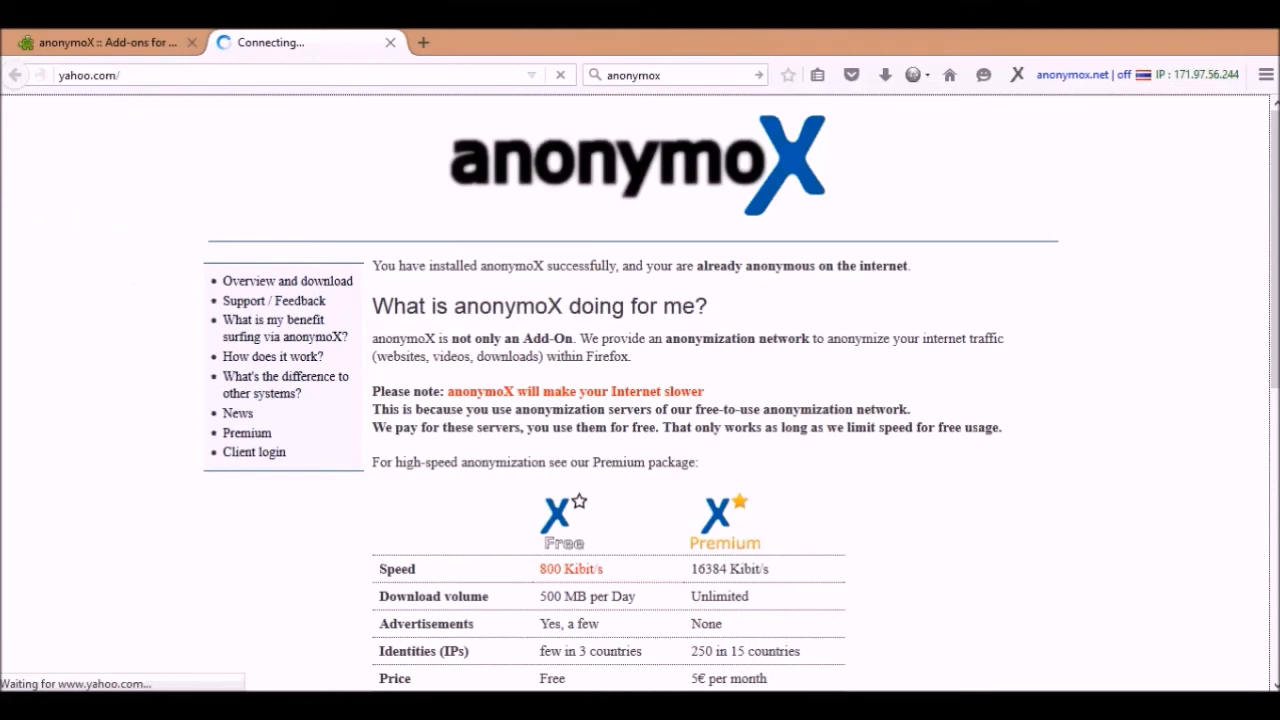 anonymoX :: Add-ons for ...
Connecting...
yahoo.com/
anonymox
anonymox.net | off IP : 171.97.56.244
anonymoX
You have installed anonymoX successfully, and your are already anonymous on the internet.
Overview and download
Support / Feedback
What is my benefit
surfing via anonymoX?
How does it work?
What's the difference to
other systems?
News
Premium
Client login
What is anonymoX doing for me?
anonymoX is not only an Add-On. We provide an anonymization network to anonymize your internet traffic
(websites, videos, downloads) within Firefox.
Please note: anonymoX will make your Internet slower
This is because you use anonymization servers of our free-to-use anonymization network.
We pay for these servers, you use them for free. That only works as long as we limit speed for free usage.
For high-speed anonymization see our Premium package:
X Free X Premium
Speed 800 Kibit/s 16384 Kibit/s
Download volume 500 MB per Day Unlimited
Advertisements Yes, a few None
Identities (IPs) few in 3 countries 250 in 15 countries
Price Free 5€ per month
Waiting for www.yahoo.com...